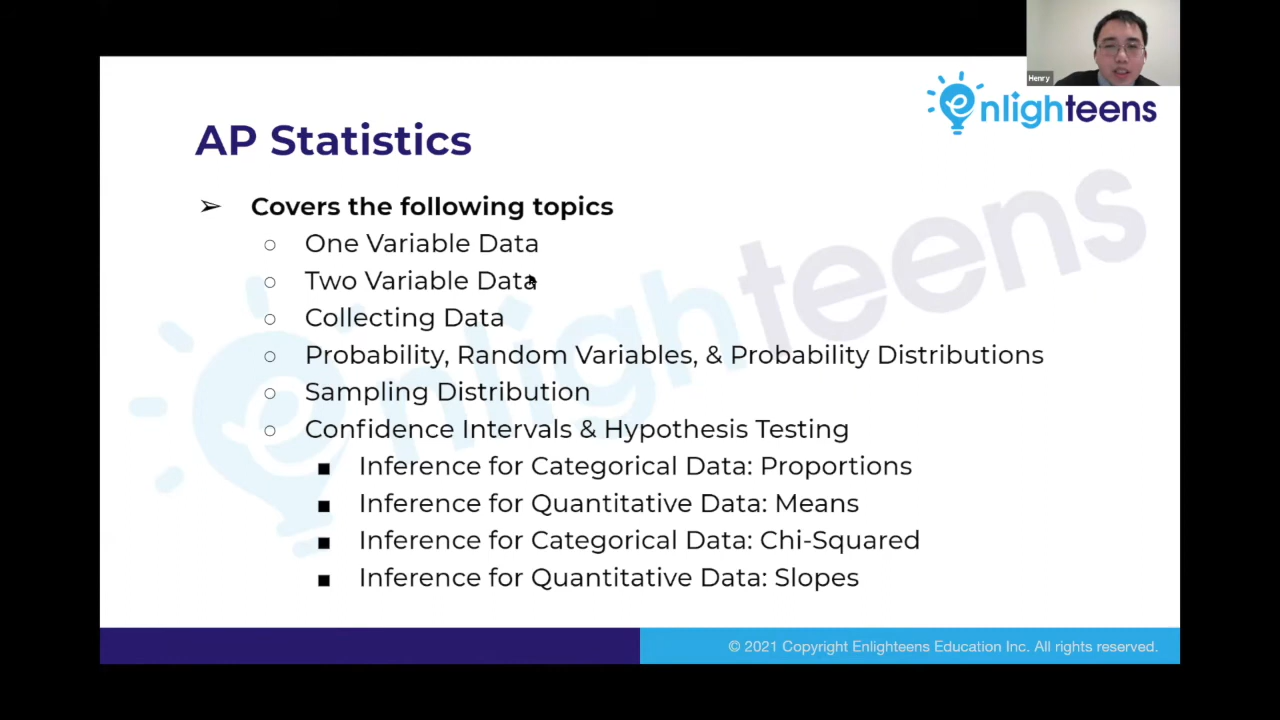 Henry
enlighteens
AP Statistics
➢ Covers the following topics
○ One Variable Data
○ Two Variable Data
○ Collecting Data
○ Probability, Random Variables, & Probability Distributions
○ Sampling Distribution
○ Confidence Intervals & Hypothesis Testing
■ Inference for Categorical Data: Proportions
■ Inference for Quantitative Data: Means
■ Inference for Categorical Data: Chi-Squared
■ Inference for Quantitative Data: Slopes
enlighteens
© 2021 Copyright Enlighteens Education Inc. All rights reserved.